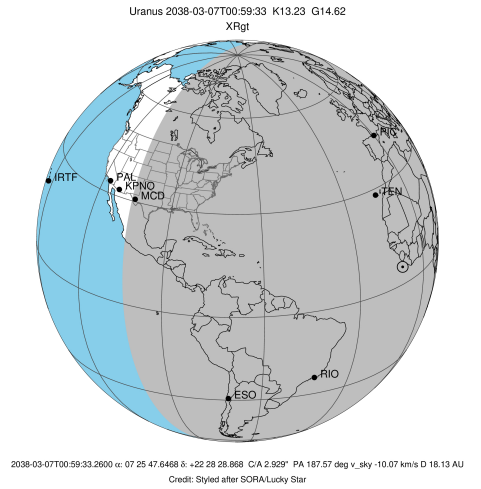 Uranus 2038-03-07T00:59:33 K13.23 G14.62
XRgt
PIC
IRTF
PAL
KPNO
MCD
TEN
RIO
ESO
2038-03-07T00:59:33.2600 α: 07 25 47.6468 δ: +22 28 28.868 C/A 2.929" PA 187.57 deg v_sky -10.07 km/s D 18.13 AU
Credit: Styled after SORA/Lucky Star